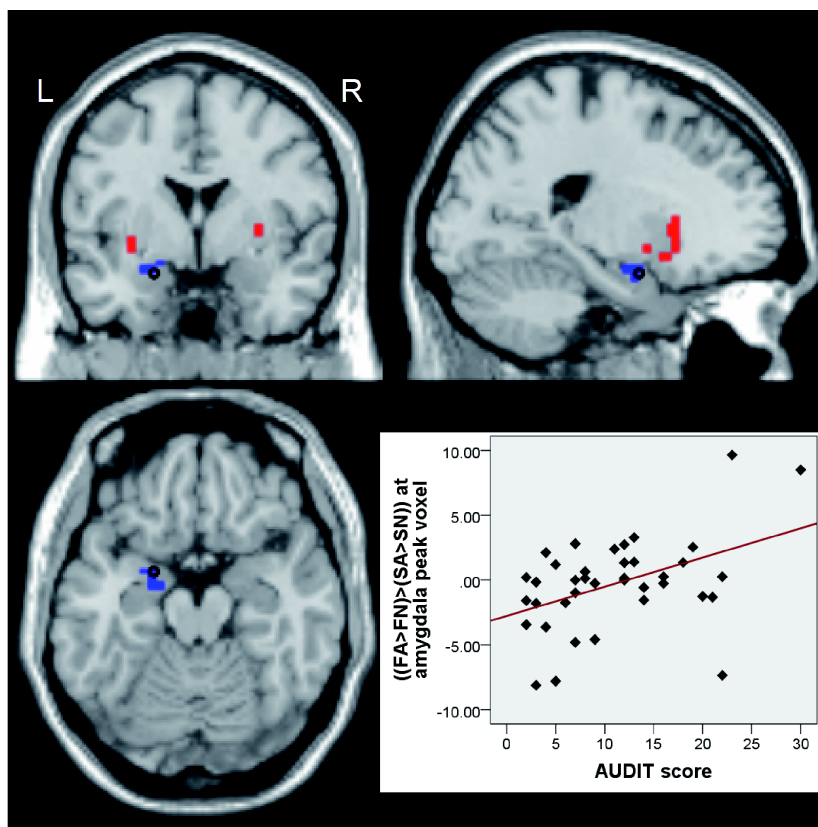 L
R
((FA>FN)>(SA>SN)) at
amygdala peak voxel
10.00
5.00
.00
-5.00
-10.00
0
5
10
15
20
25
30
AUDIT score